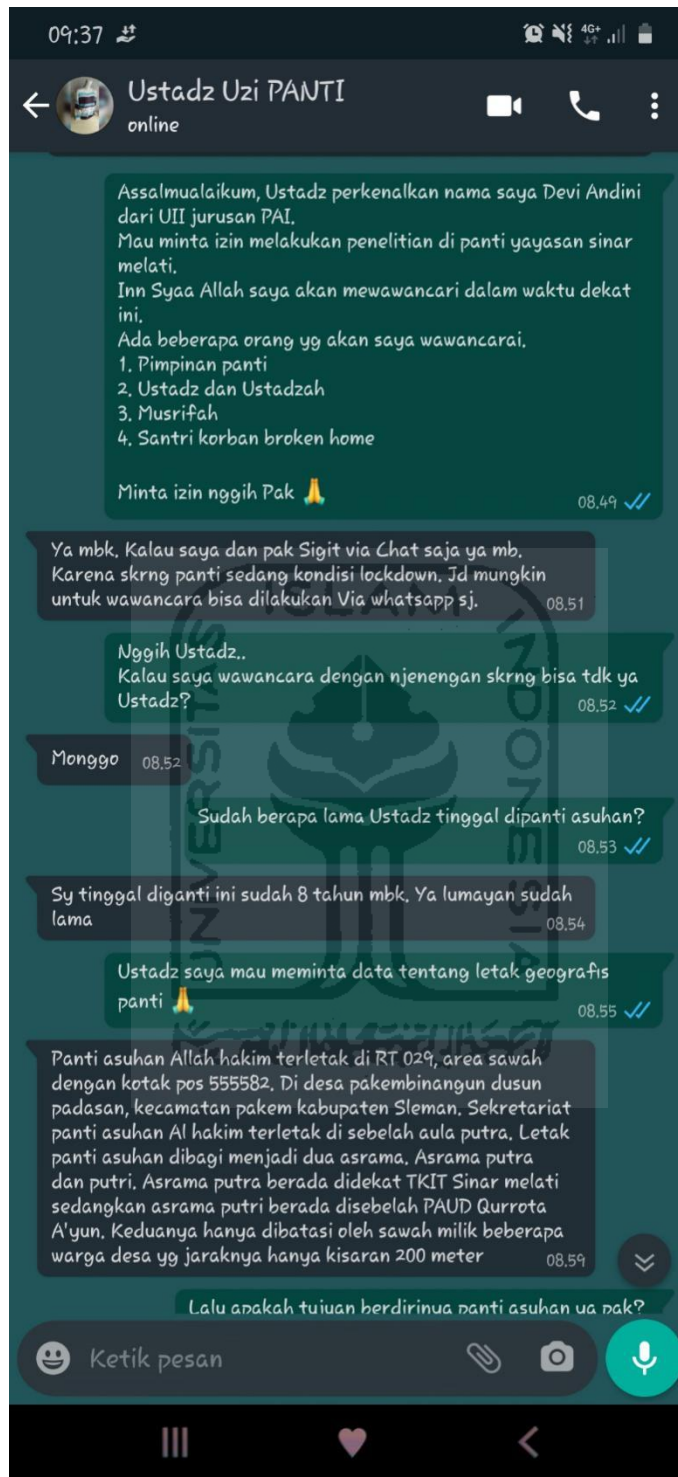 09:37
4G+
Ustadz Uzi PANTI
online
Assalmualaikum, Ustadz perkenalkan nama saya Devi Andini
dari UII jurusan PAI.
Mau minta izin melakukan penelitian di panti yayasan sinar
melati.
Inn Syaa Allah saya akan mewawancari dalam waktu dekat
ini.
Ada beberapa orang yg akan saya wawancarai.
1. Pimpinan panti
2. Ustadz dan Ustadzah
3. Musrifah
4. Santri korban broken home
Minta izin nggih Pak 🙏
08.49
Ya mbk. Kalau saya dan pak Sigit via Chat saja ya mb.
Karena skrng panti sedang kondisi lockdown. Jd mungkin
untuk wawancara bisa dilakukan Via whatsapp sj.
08.51
Nggih Ustadz..
Kalau saya wawancara dengan njenengan skrng bisa tdk ya
Ustadz?
08.52
Monggo
08.52
Sudah berapa lama Ustadz tinggal dipanti asuhan?
08.53
Sy tinggal diganti ini sudah 8 tahun mbk. Ya lumayan sudah
lama
08.54
Ustadz saya mau meminta data tentang letak geografis
panti 🙏
08.55
Panti asuhan Allah hakim terletak di RT 029, area sawah
dengan kotak pos 555582. Di desa pakembinangun dusun
padasan, kecamatan pakem kabupaten Sleman. Sekretariat
panti asuhan Al hakim terletak di sebelah aula putra. Letak
panti asuhan dibagi menjadi dua asrama. Asrama putra
dan putri. Asrama putra berada didekat TKIT Sinar melati
sedangkan asrama putri berada disebelah PAUD Qurrota
A'yun. Keduanya hanya dibatasi oleh sawah milik beberapa
warga desa yg jaraknya hanya kisaran 200 meter
08.59
Lalu apakah tujuan berdirinya panti asuhan ya pak?
Ketik pesan
UNIVERSITAS ISLAM INDONESIA